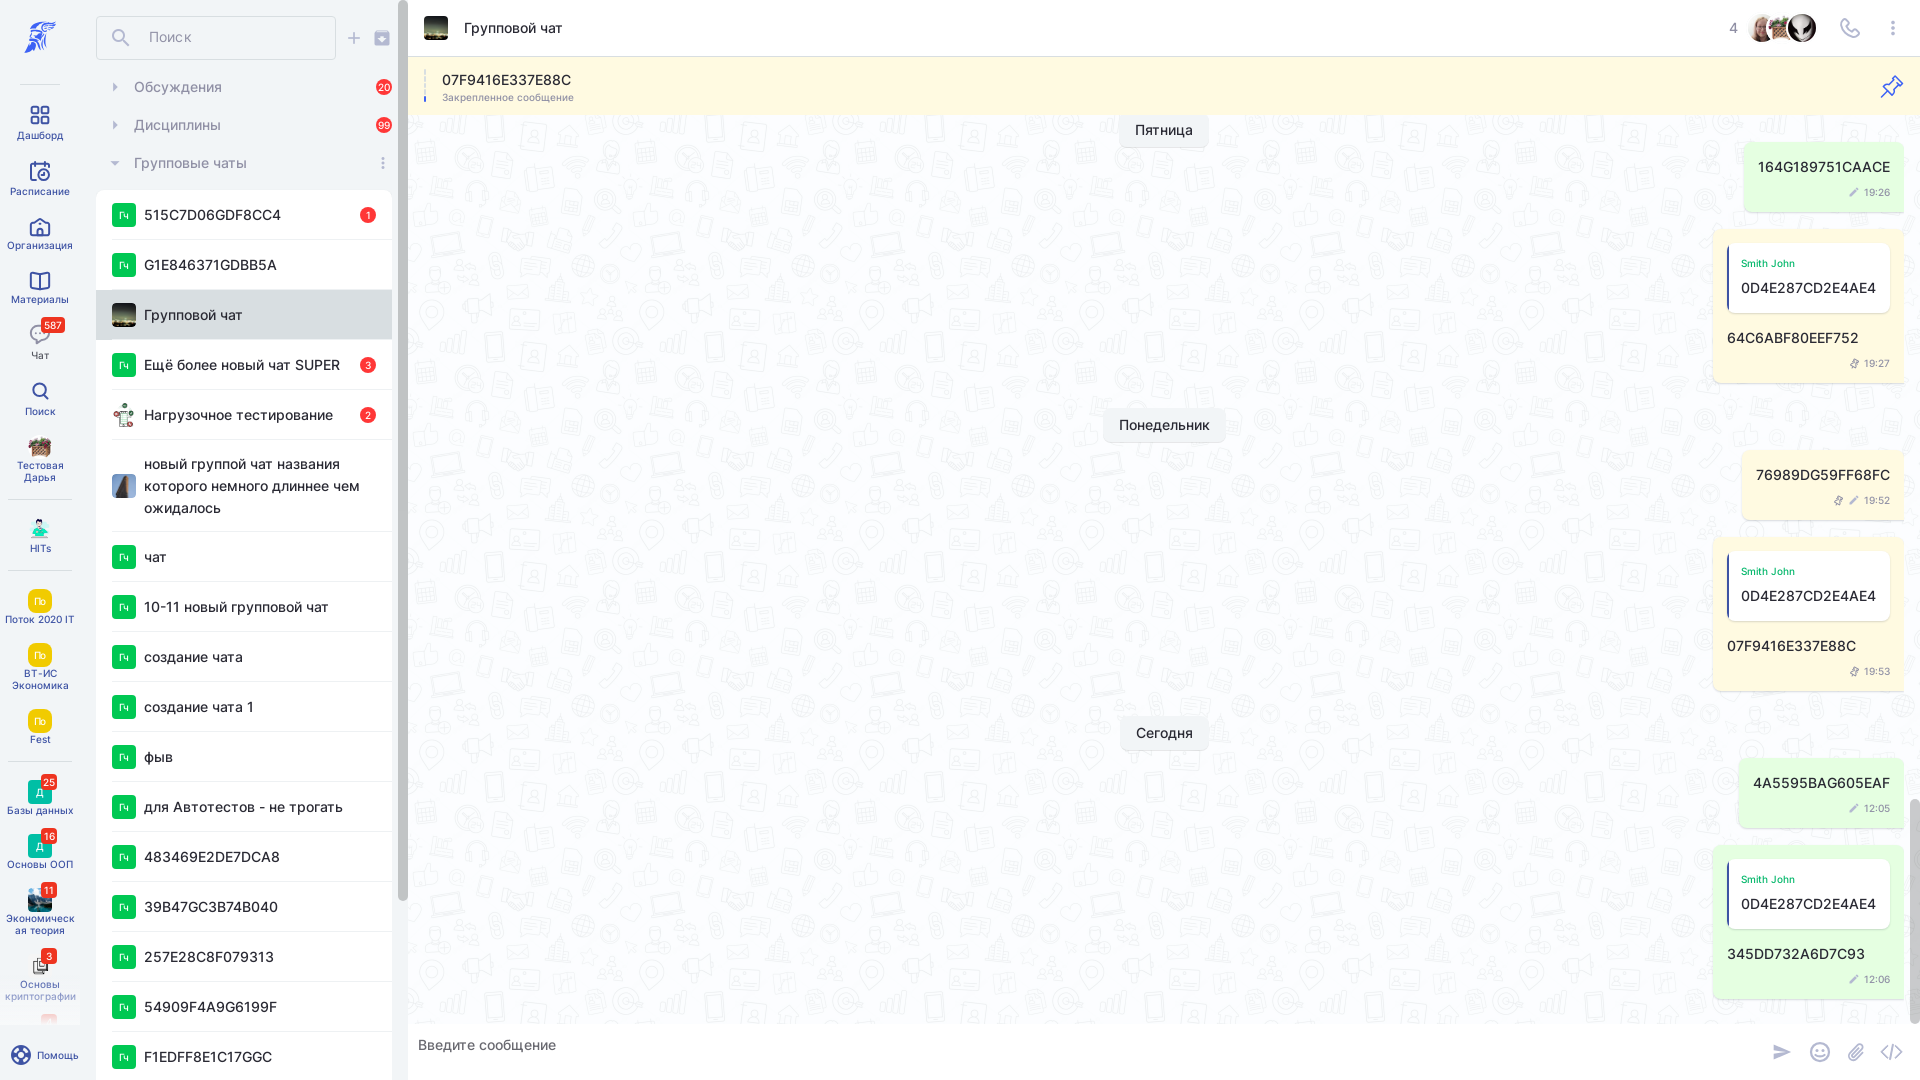 Дашборд
Расписание
Организация
Материалы
587
Чат
Поиск
Тестовая
Дарья
HITs
По
Поток 2020 IT
По
ВТ-ИС
Экономика
По
Fest
25
Д
Базы данных
16
Д
Основы ООП
11
Экономическ
ая теория
3
Основы
криптографии
Помощь
Поиск
Обсуждения
20
Дисциплины
99
Групповые чаты
Гч
515C7D06GDF8CC4
1
Гч
G1E846371GDBB5A
Групповой чат
Гч
Ещё более новый чат SUPER
3
Нагрузочное тестирование
2
новый группой чат названия
которого немного длиннее чем
ожидалось
Гч
чат
Гч
10-11 новый групповой чат
Гч
создание чата
Гч
создание чата 1
Гч
фыв
Гч
для Автотестов - не трогать
Гч
483469E2DE7DCA8
Гч
39B47GC3B74B040
Гч
257E28C8F079313
Гч
54909F4A9G6199F
Гч
F1EDFF8E1C17GGC
Групповой чат
4
07F9416E337E88C
Закрепленное сообщение
Пятница
164G189751CAACE
19:26
Smith John
0D4E287CD2E4AE4
64C6ABF80EEF752
19:27
Понедельник
76989DG59FF68FC
19:52
Smith John
0D4E287CD2E4AE4
07F9416E337E88C
19:53
Сегодня
4A5595BAG605EAF
12:05
Smith John
0D4E287CD2E4AE4
345DD732A6D7C93
12:06
Введите сообщение